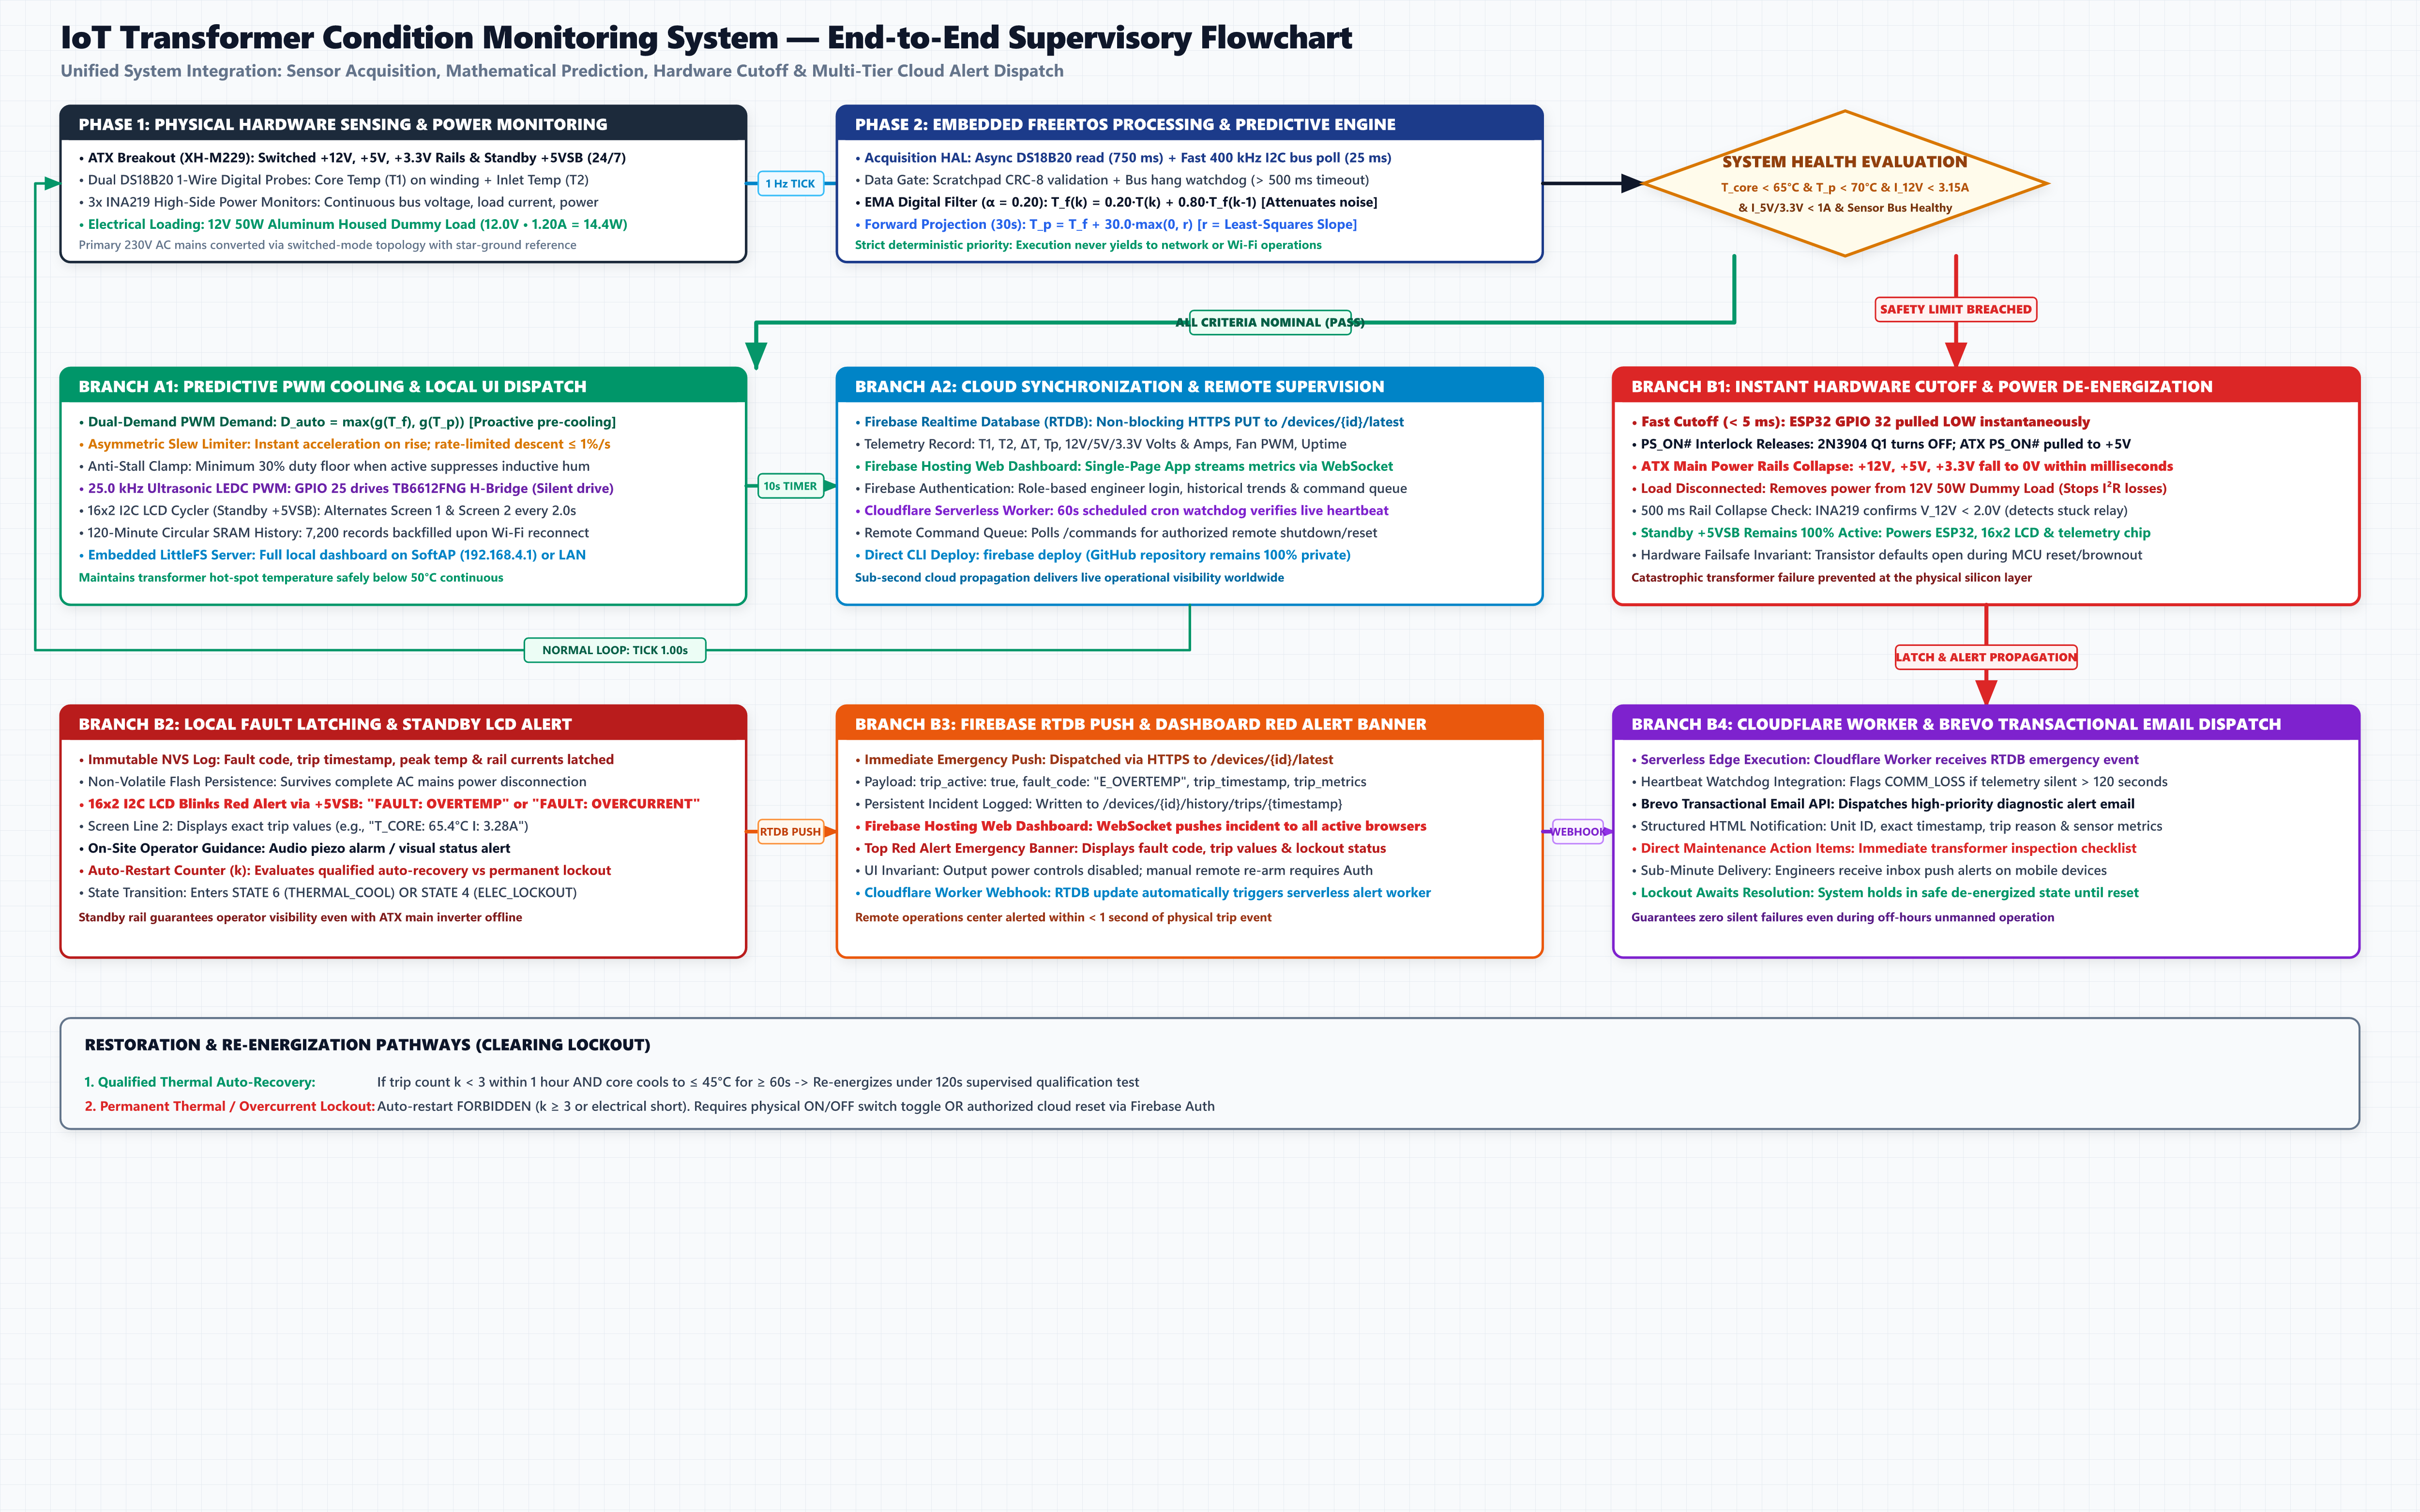 IoT Transformer Condition Monitoring System — End-to-End Supervisory Flowchart
Unified System Integration: Sensor Acquisition, Mathematical Prediction, Hardware Cutoff & Multi-Tier Cloud Alert Dispatch
PHASE 1: PHYSICAL HARDWARE SENSING & POWER MONITORING
• ATX Breakout (XH-M229): Switched +12V, +5V, +3.3V Rails & Standby +5VSB (24/7)
• Dual DS18B20 1-Wire Digital Probes: Core Temp (T1) on winding + Inlet Temp (T2)
• 3x INA219 High-Side Power Monitors: Continuous bus voltage, load current, power
• Electrical Loading: 12V 50W Aluminum Housed Dummy Load (12.0V • 1.20A = 14.4W)
Primary 230V AC mains converted via switched-mode topology with star-ground reference
1 Hz TICK
PHASE 2: EMBEDDED FREERTOS PROCESSING & PREDICTIVE ENGINE
• Acquisition HAL: Async DS18B20 read (750 ms) + Fast 400 kHz I2C bus poll (25 ms)
• Data Gate: Scratchpad CRC-8 validation + Bus hang watchdog (> 500 ms timeout)
• EMA Digital Filter (α = 0.20): T_f(k) = 0.20·T(k) + 0.80·T_f(k-1) [Attenuates noise]
• Forward Projection (30s): T_p = T_f + 30.0·max(0, r) [r = Least-Squares Slope]
Strict deterministic priority: Execution never yields to network or Wi-Fi operations
SYSTEM HEALTH EVALUATION
T_core < 65°C & T_p < 70°C & I_12V < 3.15A
& I_5V/3.3V < 1A & Sensor Bus Healthy
SAFETY LIMIT BREACHED
ALL CRITERIA NOMINAL (PASS)
BRANCH A1: PREDICTIVE PWM COOLING & LOCAL UI DISPATCH
• Dual-Demand PWM Demand: D_auto = max(g(T_f), g(T_p)) [Proactive pre-cooling]
• Asymmetric Slew Limiter: Instant acceleration on rise; rate-limited descent ≤ 1%/s
• Anti-Stall Clamp: Minimum 30% duty floor when active suppresses inductive hum
• 25.0 kHz Ultrasonic LEDC PWM: GPIO 25 drives TB6612FNG H-Bridge (Silent drive)
• 16x2 I2C LCD Cycler (Standby +5VSB): Alternates Screen 1 & Screen 2 every 2.0s
• 120-Minute Circular SRAM History: 7,200 records backfilled upon Wi-Fi reconnect
• Embedded LittleFS Server: Full local dashboard on SoftAP (192.168.4.1) or LAN
Maintains transformer hot-spot temperature safely below 50°C continuous
10s TIMER
BRANCH A2: CLOUD SYNCHRONIZATION & REMOTE SUPERVISION
• Firebase Realtime Database (RTDB): Non-blocking HTTPS PUT to /devices/{id}/latest
• Telemetry Record: T1, T2, ΔT, Tp, 12V/5V/3.3V Volts & Amps, Fan PWM, Uptime
• Firebase Hosting Web Dashboard: Single-Page App streams metrics via WebSocket
• Firebase Authentication: Role-based engineer login, historical trends & command queue
• Cloudflare Serverless Worker: 60s scheduled cron watchdog verifies live heartbeat
• Remote Command Queue: Polls /commands for authorized remote shutdown/reset
• Direct CLI Deploy: firebase deploy (GitHub repository remains 100% private)
Sub-second cloud propagation delivers live operational visibility worldwide
BRANCH B1: INSTANT HARDWARE CUTOFF & POWER DE-ENERGIZATION
• Fast Cutoff (< 5 ms): ESP32 GPIO 32 pulled LOW instantaneously
• PS_ON# Interlock Releases: 2N3904 Q1 turns OFF; ATX PS_ON# pulled to +5V
• ATX Main Power Rails Collapse: +12V, +5V, +3.3V fall to 0V within milliseconds
• Load Disconnected: Removes power from 12V 50W Dummy Load (Stops I²R losses)
• 500 ms Rail Collapse Check: INA219 confirms V_12V < 2.0V (detects stuck relay)
• Standby +5VSB Remains 100% Active: Powers ESP32, 16x2 LCD & telemetry chip
• Hardware Failsafe Invariant: Transistor defaults open during MCU reset/brownout
Catastrophic transformer failure prevented at the physical silicon layer
NORMAL LOOP: TICK 1.00s
LATCH & ALERT PROPAGATION
BRANCH B2: LOCAL FAULT LATCHING & STANDBY LCD ALERT
• Immutable NVS Log: Fault code, trip timestamp, peak temp & rail currents latched
• Non-Volatile Flash Persistence: Survives complete AC mains power disconnection
• 16x2 I2C LCD Blinks Red Alert via +5VSB: "FAULT: OVERTEMP" or "FAULT: OVERCURRENT"
• Screen Line 2: Displays exact trip values (e.g., "T_CORE: 65.4°C I: 3.28A")
• On-Site Operator Guidance: Audio piezo alarm / visual status alert
• Auto-Restart Counter (k): Evaluates qualified auto-recovery vs permanent lockout
• State Transition: Enters STATE 6 (THERMAL_COOL) OR STATE 4 (ELEC_LOCKOUT)
Standby rail guarantees operator visibility even with ATX main inverter offline
RTDB PUSH
BRANCH B3: FIREBASE RTDB PUSH & DASHBOARD RED ALERT BANNER
• Immediate Emergency Push: Dispatched via HTTPS to /devices/{id}/latest
• Payload: trip_active: true, fault_code: "E_OVERTEMP", trip_timestamp, trip_metrics
• Persistent Incident Logged: Written to /devices/{id}/history/trips/{timestamp}
• Firebase Hosting Web Dashboard: WebSocket pushes incident to all active browsers
• Top Red Alert Emergency Banner: Displays fault code, trip values & lockout status
• UI Invariant: Output power controls disabled; manual remote re-arm requires Auth
• Cloudflare Worker Webhook: RTDB update automatically triggers serverless alert worker
Remote operations center alerted within < 1 second of physical trip event
WEBHOOK
BRANCH B4: CLOUDFLARE WORKER & BREVO TRANSACTIONAL EMAIL DISPATCH
• Serverless Edge Execution: Cloudflare Worker receives RTDB emergency event
• Heartbeat Watchdog Integration: Flags COMM_LOSS if telemetry silent > 120 seconds
• Brevo Transactional Email API: Dispatches high-priority diagnostic alert email
• Structured HTML Notification: Unit ID, exact timestamp, trip reason & sensor metrics
• Direct Maintenance Action Items: Immediate transformer inspection checklist
• Sub-Minute Delivery: Engineers receive inbox push alerts on mobile devices
• Lockout Awaits Resolution: System holds in safe de-energized state until reset
Guarantees zero silent failures even during off-hours unmanned operation
RESTORATION & RE-ENERGIZATION PATHWAYS (CLEARING LOCKOUT)
1. Qualified Thermal Auto-Recovery: If trip count k < 3 within 1 hour AND core cools to ≤ 45°C for ≥ 60s -> Re-energizes under 120s supervised qualification test
2. Permanent Thermal / Overcurrent Lockout: Auto-restart FORBIDDEN (k ≥ 3 or electrical short). Requires physical ON/OFF switch toggle OR authorized cloud reset via Firebase Auth